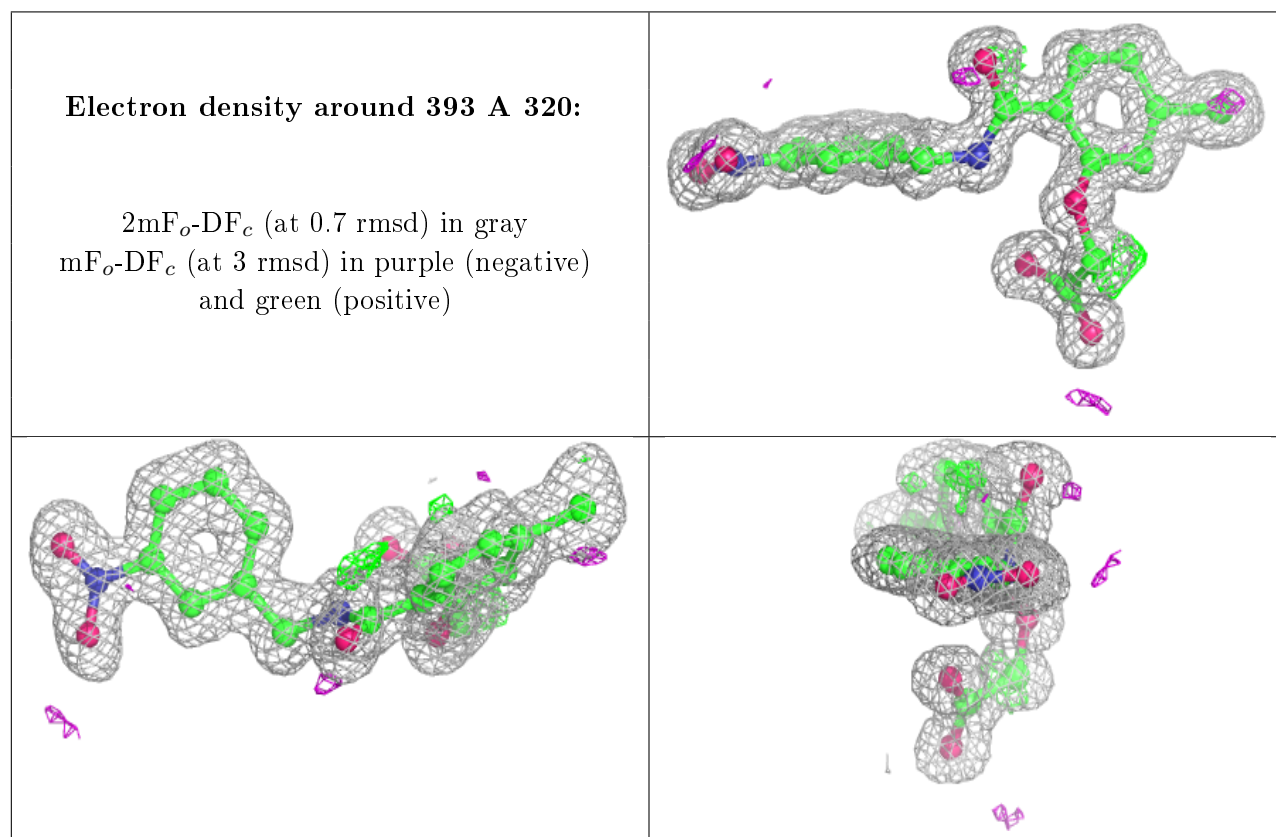 Electron density around 393 A 320:
2mFo-DFc (at 0.7 rmsd) in gray
mFo-DFc (at 3 rmsd) in purple (negative)
and green (positive)